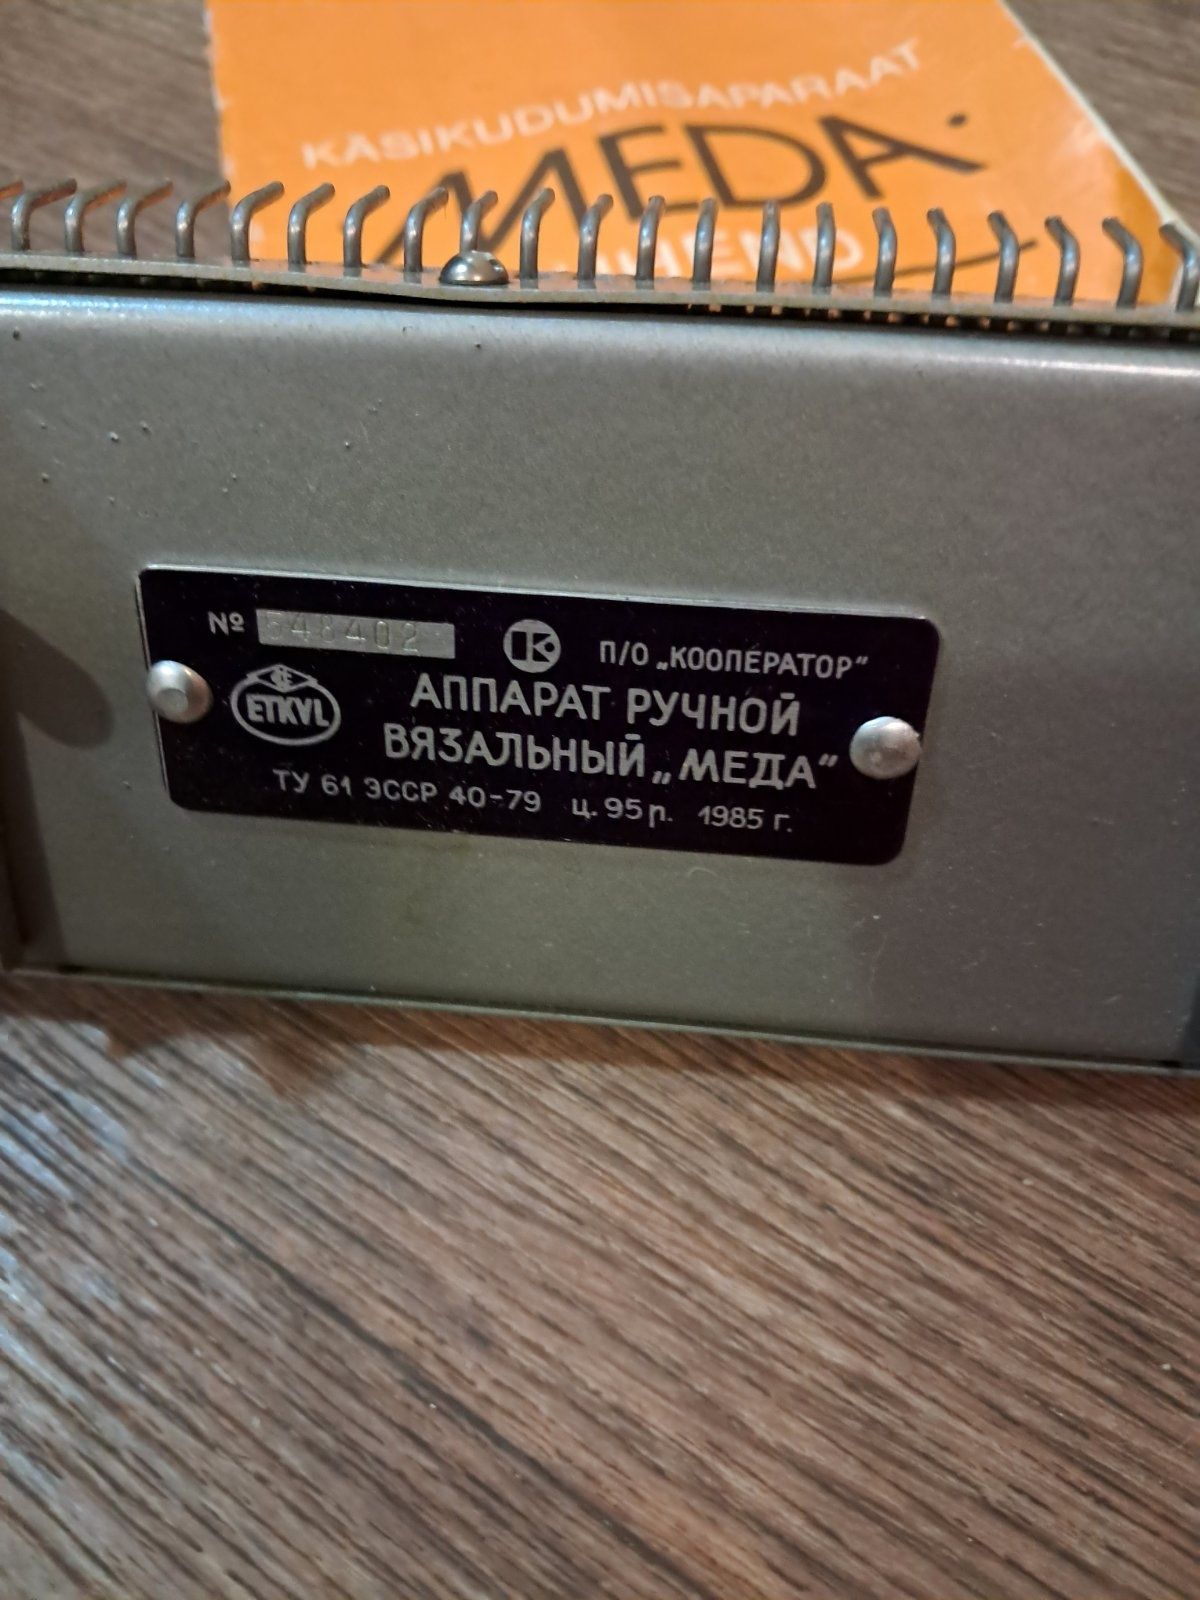 KÄSIKUDUMISAPARAAT
MEDA
№ 548402
К П/О „КООПЕРАТОР“
ETKVL
АППАРАТ РУЧНОЙ
ВЯЗАЛЬНЫЙ „МЕДА“
ТУ 61 ЭССР 40-79 ц. 95 р. 1985 г.